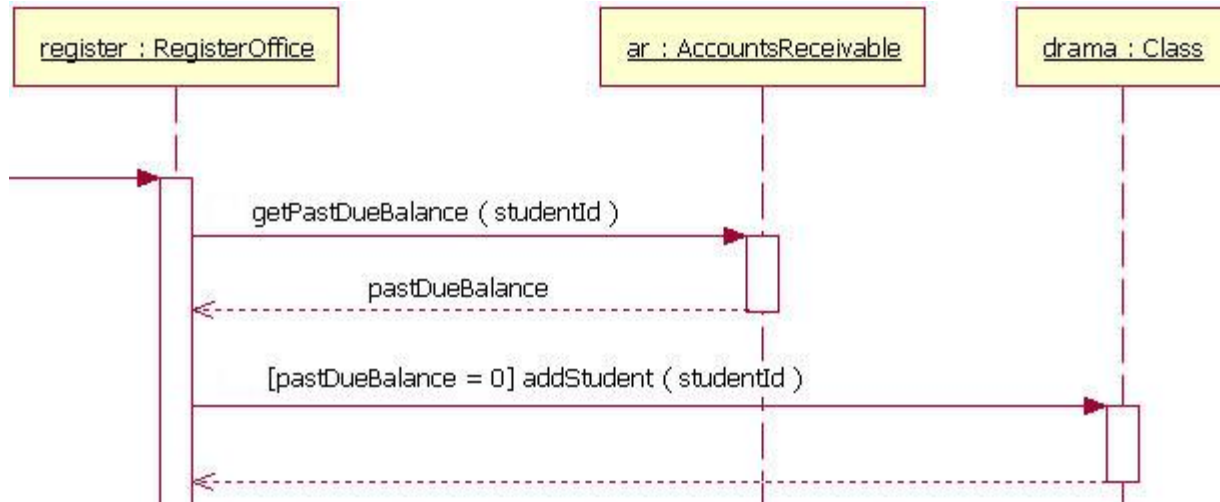 register : RegisterOffice
ar : AccountsReceivable
drama : Class
getPastDueBalance ( studentId )
pastDueBalance
[pastDueBalance = 0] addStudent ( studentId )